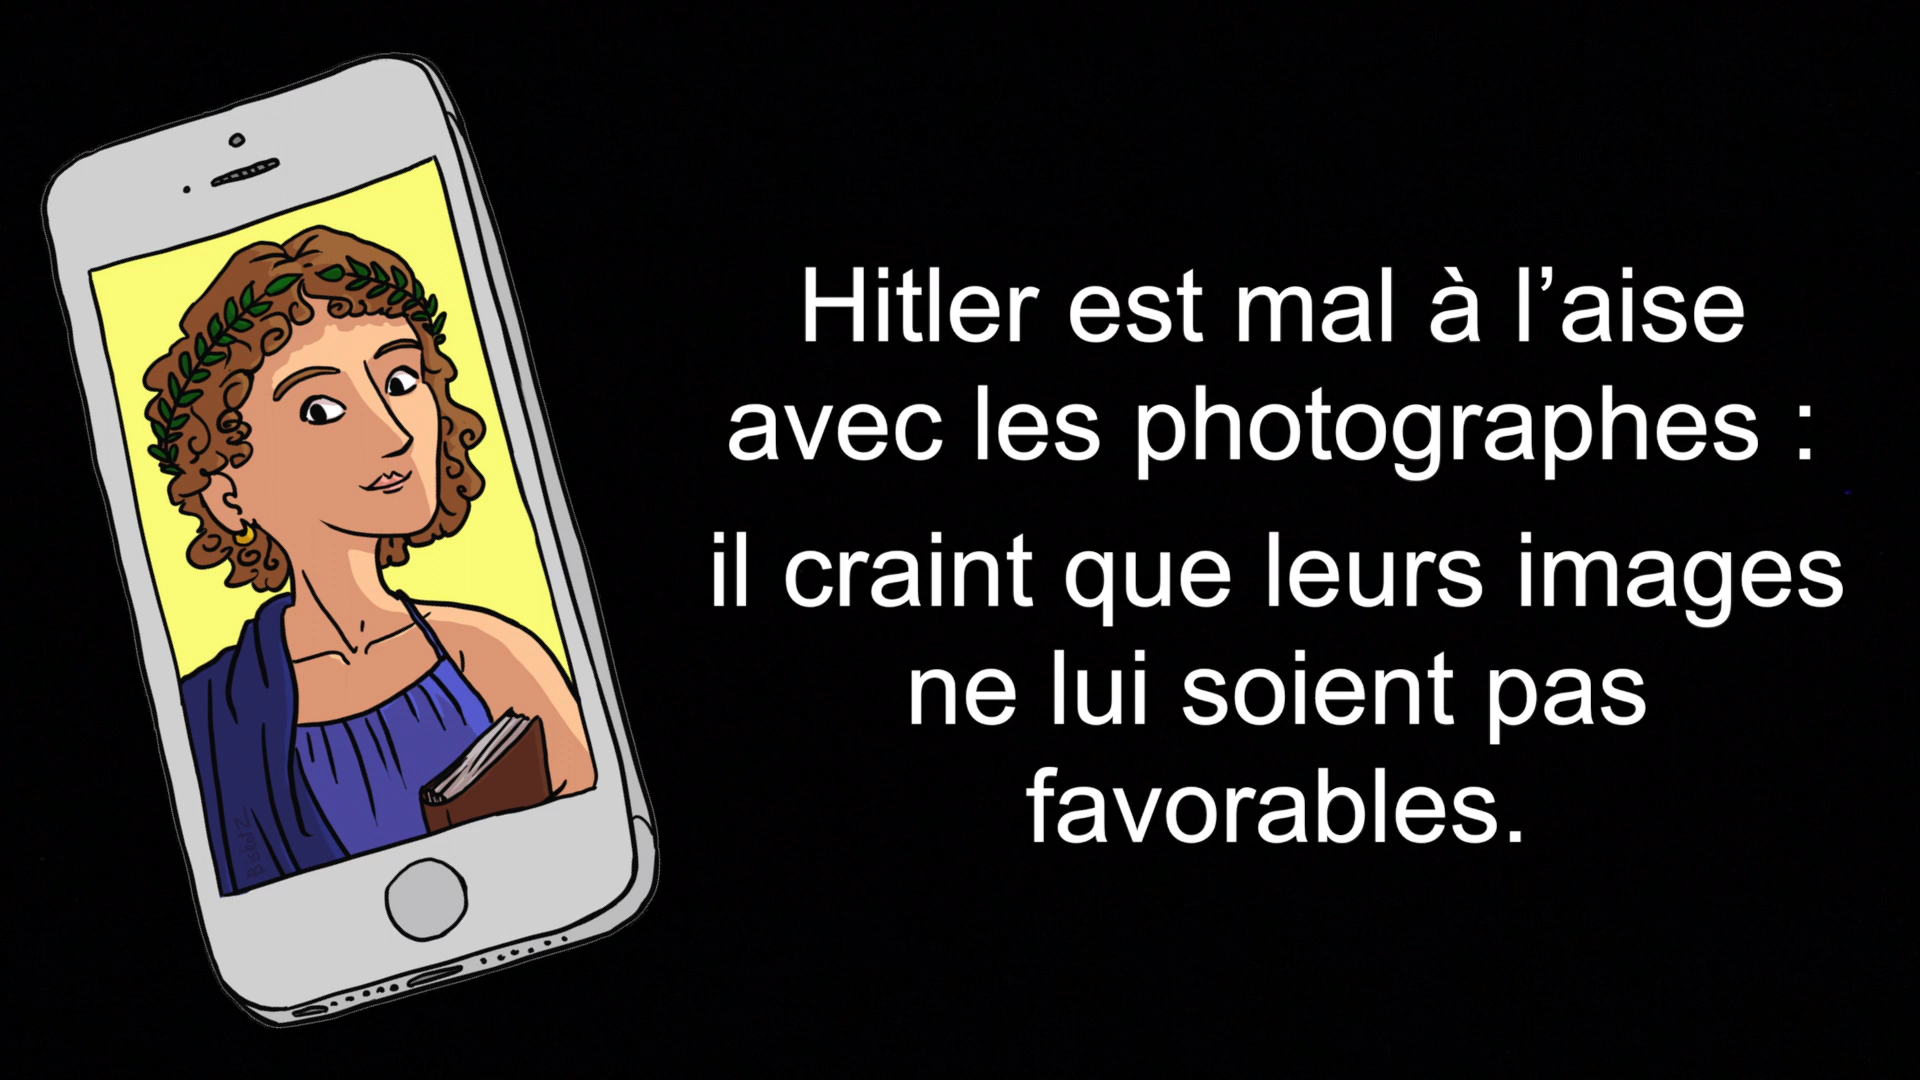 Hitler est mal à l’aise
avec les photographes :
il craint que leurs images
ne lui soient pas
favorables.